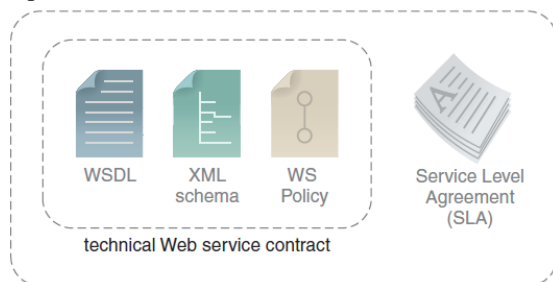 WSDL
XML
schema
WS
Policy
Service Level
Agreement
(SLA)
technical Web service contract
A